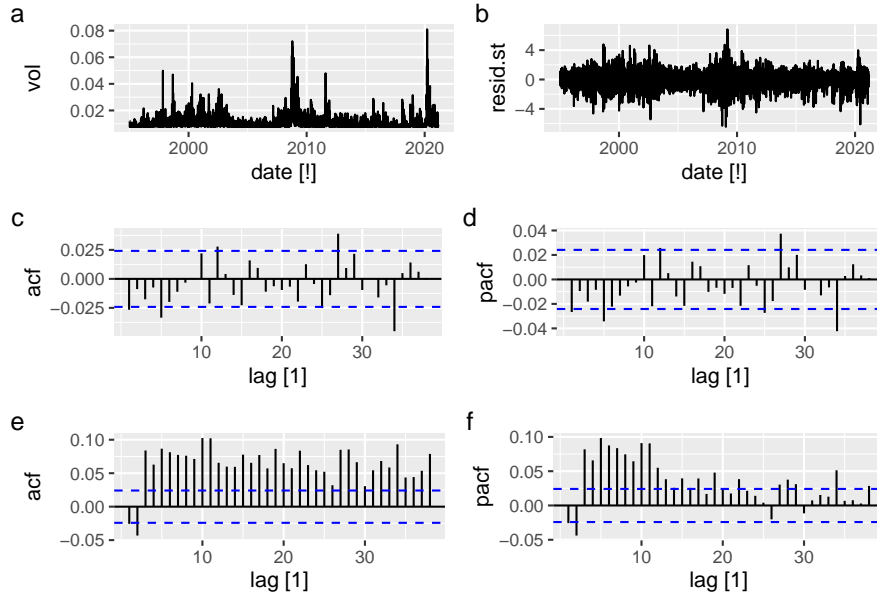 a
vol
0.08
0.06
0.04
0.02
2000
2010
2020
date [!]
b
resid.st
4
0
−4
2000
2010
2020
date [!]
c
acf
0.025
0.000
−0.025
10
20
30
lag [1]
d
pacf
0.04
0.02
0.00
−0.02
−0.04
10
20
30
lag [1]
e
acf
0.10
0.05
0.00
−0.05
10
20
30
lag [1]
f
pacf
0.10
0.05
0.00
−0.05
10
20
30
lag [1]